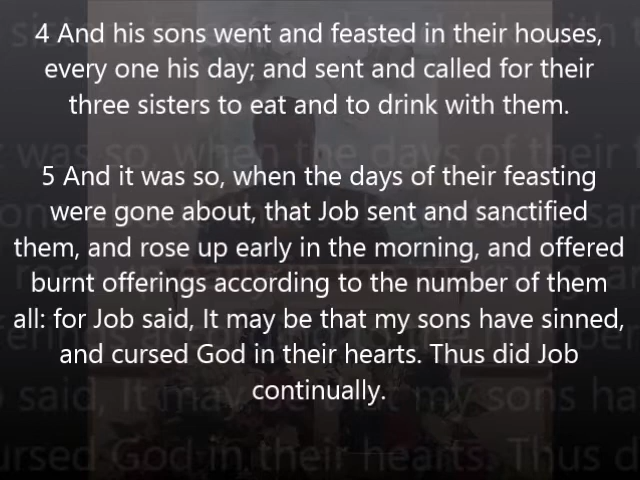 4 And his sons went and feasted in their houses,
every one his day; and sent and called for their
three sisters to eat and to drink with them.
5 And it was so, when the days of their feasting
were gone about, that Job sent and sanctified
them, and rose up early in the morning, and offered
burnt offerings according to the number of them
all: for Job said, It may be that my sons have sinned,
and cursed God in their hearts. Thus did Job
continually.